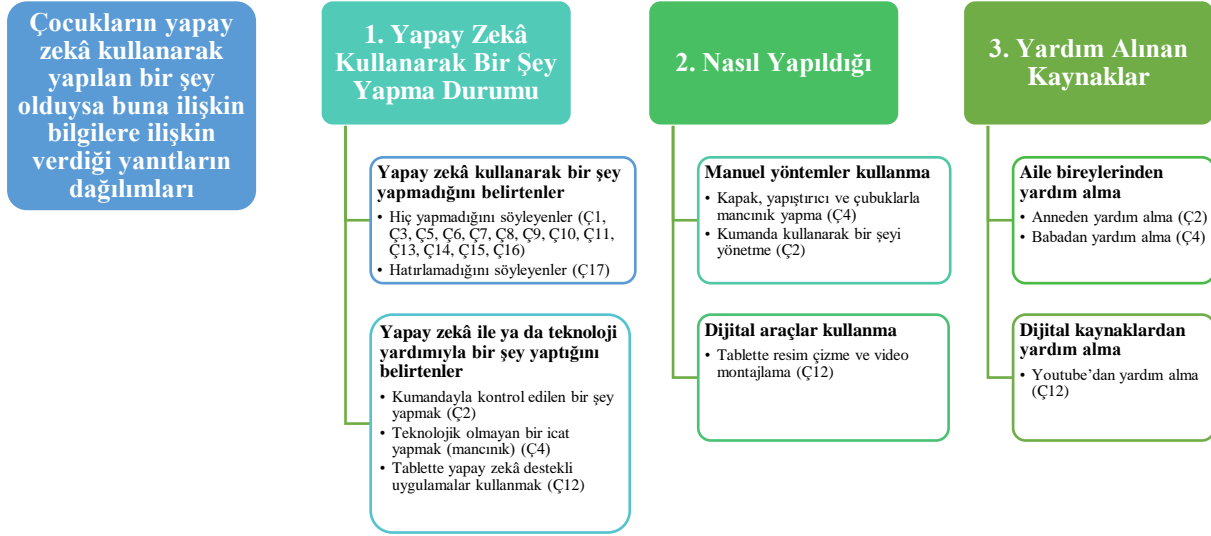 Çocukların yapay
zekâ kullanarak
yapılan bir şey
olduysa buna ilişkin
bilgilere ilişkin
verdiği yanıtların
dağılımları
1. Yapay Zekâ
Kullanarak Bir Şey
Yapma Durumu
Yapay zekâ kullanarak bir şey
yapmadığını belirtenler
• Hiç yapmadığını söyleyenler (Ç1,
Ç3, Ç5, Ç6, Ç7, Ç8, Ç9, Ç10, Ç11,
Ç13, Ç14, Ç15, Ç16)
• Hatırlamadığını söyleyenler (Ç17)
Yapay zekâ ile ya da teknoloji
yardımıyla bir şey yaptığını
belirtenler
• Kumandayla kontrol edilen bir şey
yapmak (Ç2)
• Teknolojik olmayan bir icat
yapmak (mancınık) (Ç4)
• Tablette yapay zekâ destekli
uygulamalar kullanmak (Ç12)
2. Nasıl Yapıldığı
Manuel yöntemler kullanma
• Kapak, yapıştırıcı ve çubuklarla
mancınık yapma (Ç4)
• Kumanda kullanarak bir şeyi
yönetme (Ç2)
Dijital araçlar kullanma
• Tablette resim çizme ve video
montajlama (Ç12)
3. Yardım Alınan
Kaynaklar
Aile bireylerinden
yardım alma
• Anneden yardım alma (Ç2)
• Babadan yardım alma (Ç4)
Dijital kaynaklardan
yardım alma
• Youtube’dan yardım alma
(Ç12)